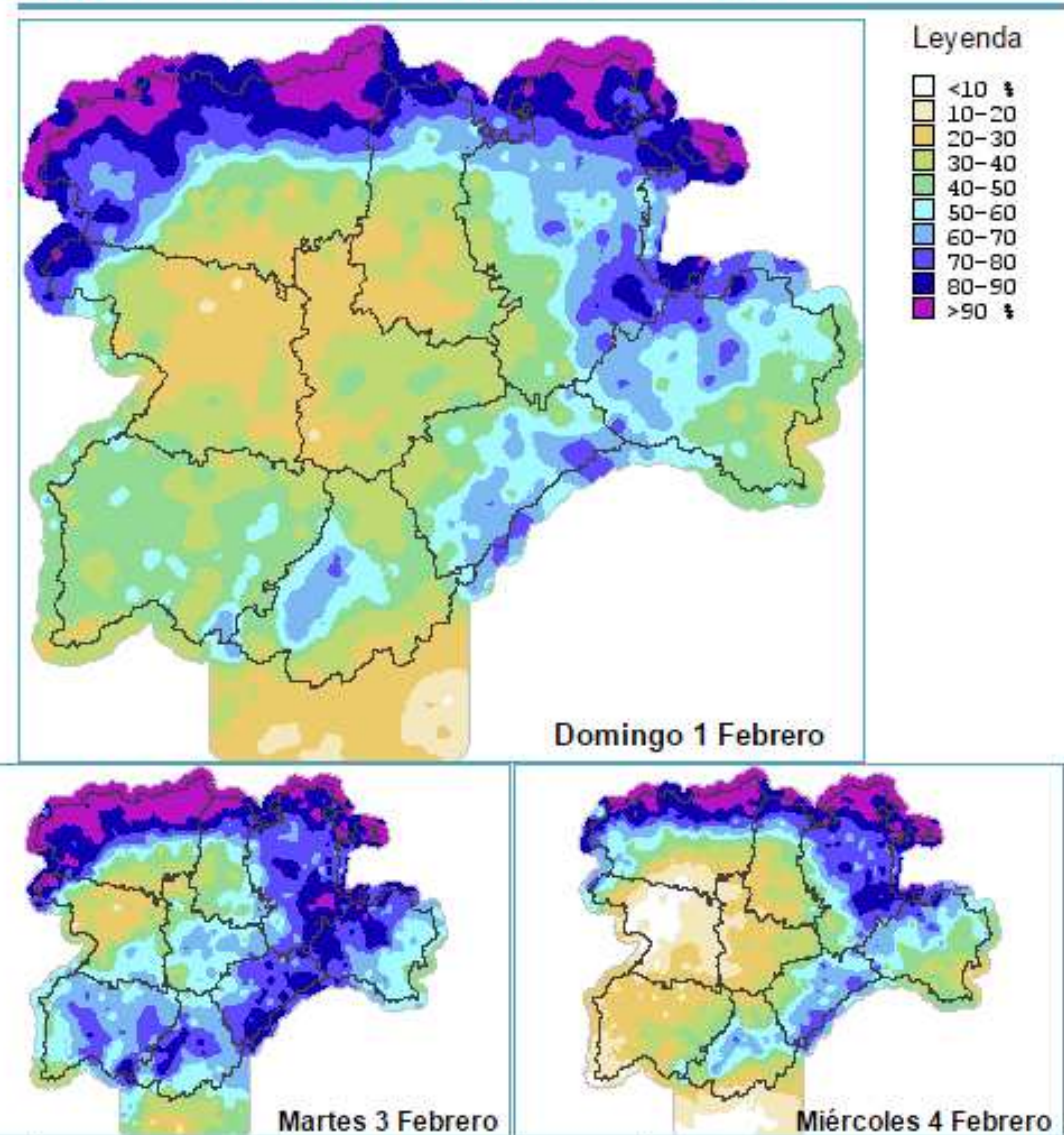 Leyenda
<10 %
10-20
20-30
30-40
40-50
50-60
60-70
70-80
80-90
>90 %
Domingo 1 Febrero
Martes 3 Febrero
Miércoles 4 Febrero